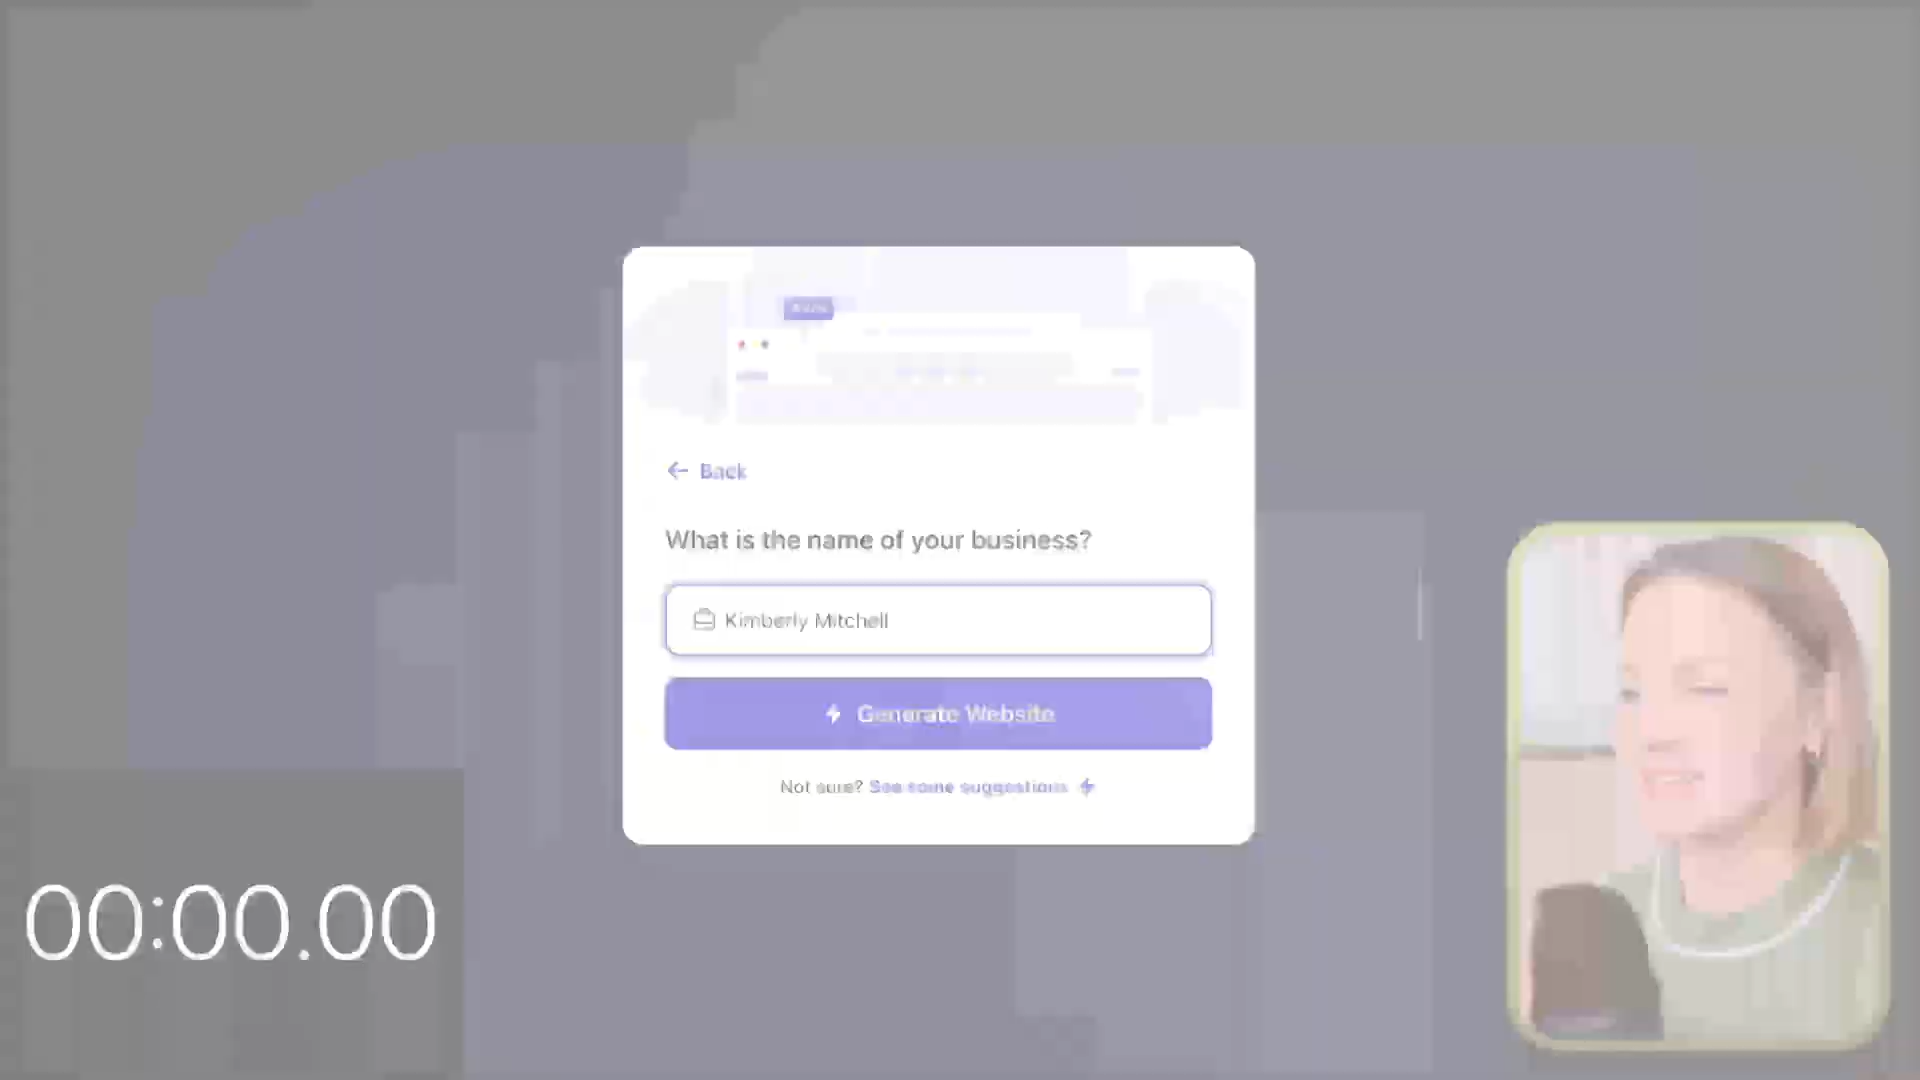 Back
What is the name of your business?
Kimberly Mitchell
Generate Website
Not sure? See some suggestions
00:00.00